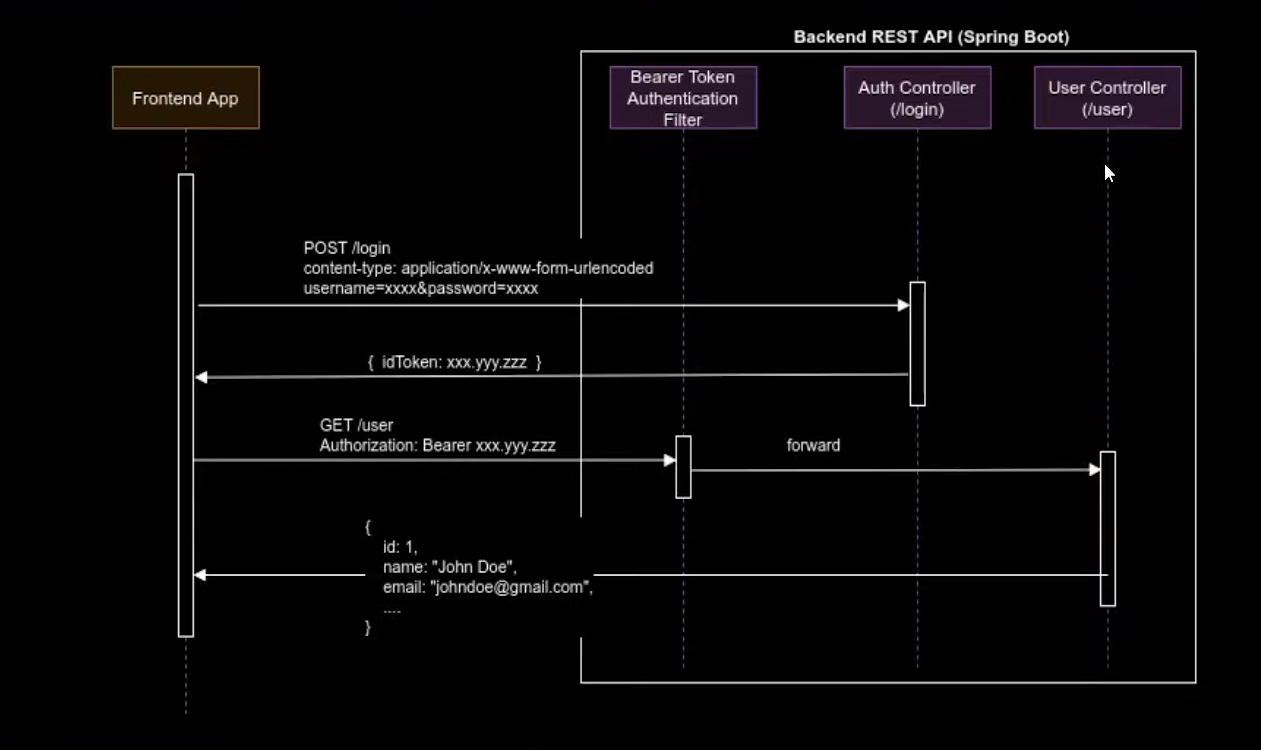 Backend REST API (Spring Boot)
Frontend App
Bearer Token
Authentication
Filter
Auth Controller
(/login)
User Controller
(/user)
POST /login
content-type: application/x-www-form-urlencoded
username=xxxx&password=xxxx
{ idToken: xxx.yyy.zzz }
GET /user
Authorization: Bearer xxx.yyy.zzz
forward
{
id: 1,
name: "John Doe",
email: "johndoe@gmail.com",
....
}